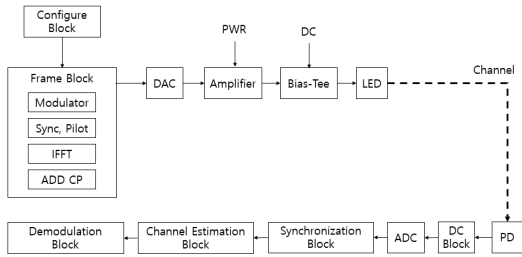 Configure
Block
PWR
DC
Frame Block
Modulator
Sync, Pilot
IFFT
ADD CP
DAC
Amplifier
Bias-Tee
LED
Channel
Demodulation
Block
Channel Estimation
Block
Synchronization
Block
ADC
DC
Block
PD